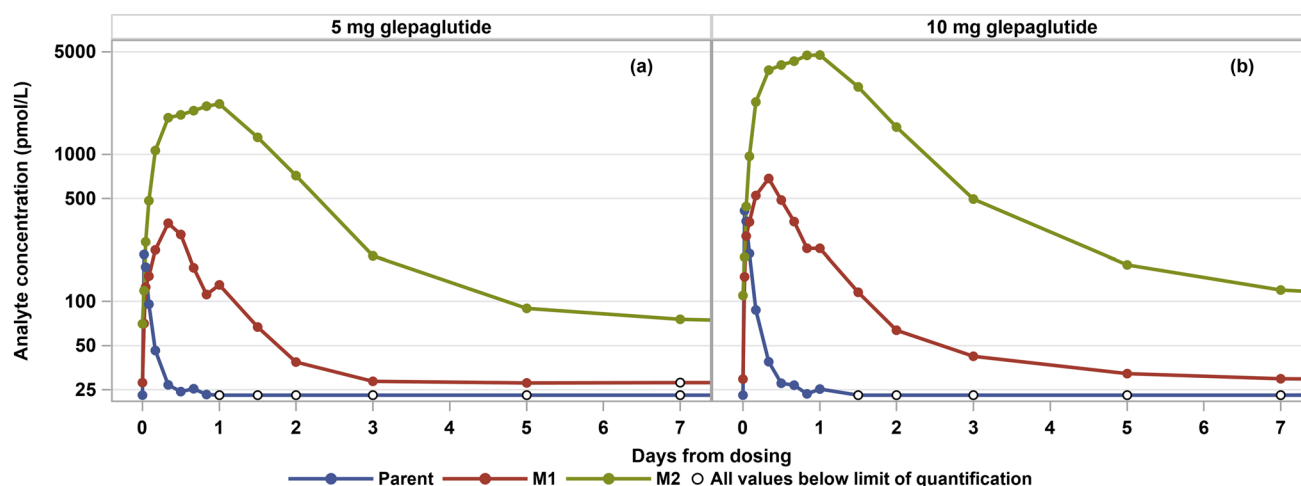 5 mg glepaglutide
10 mg glepaglutide
Analyte concentration (pmol/L)
5000
1000
500
100
50
25
(a)
(b)
0 1 2 3 4 5 6 7
0 1 2 3 4 5 6 7
Days from dosing
Parent M1 M2 All values below limit of quantification